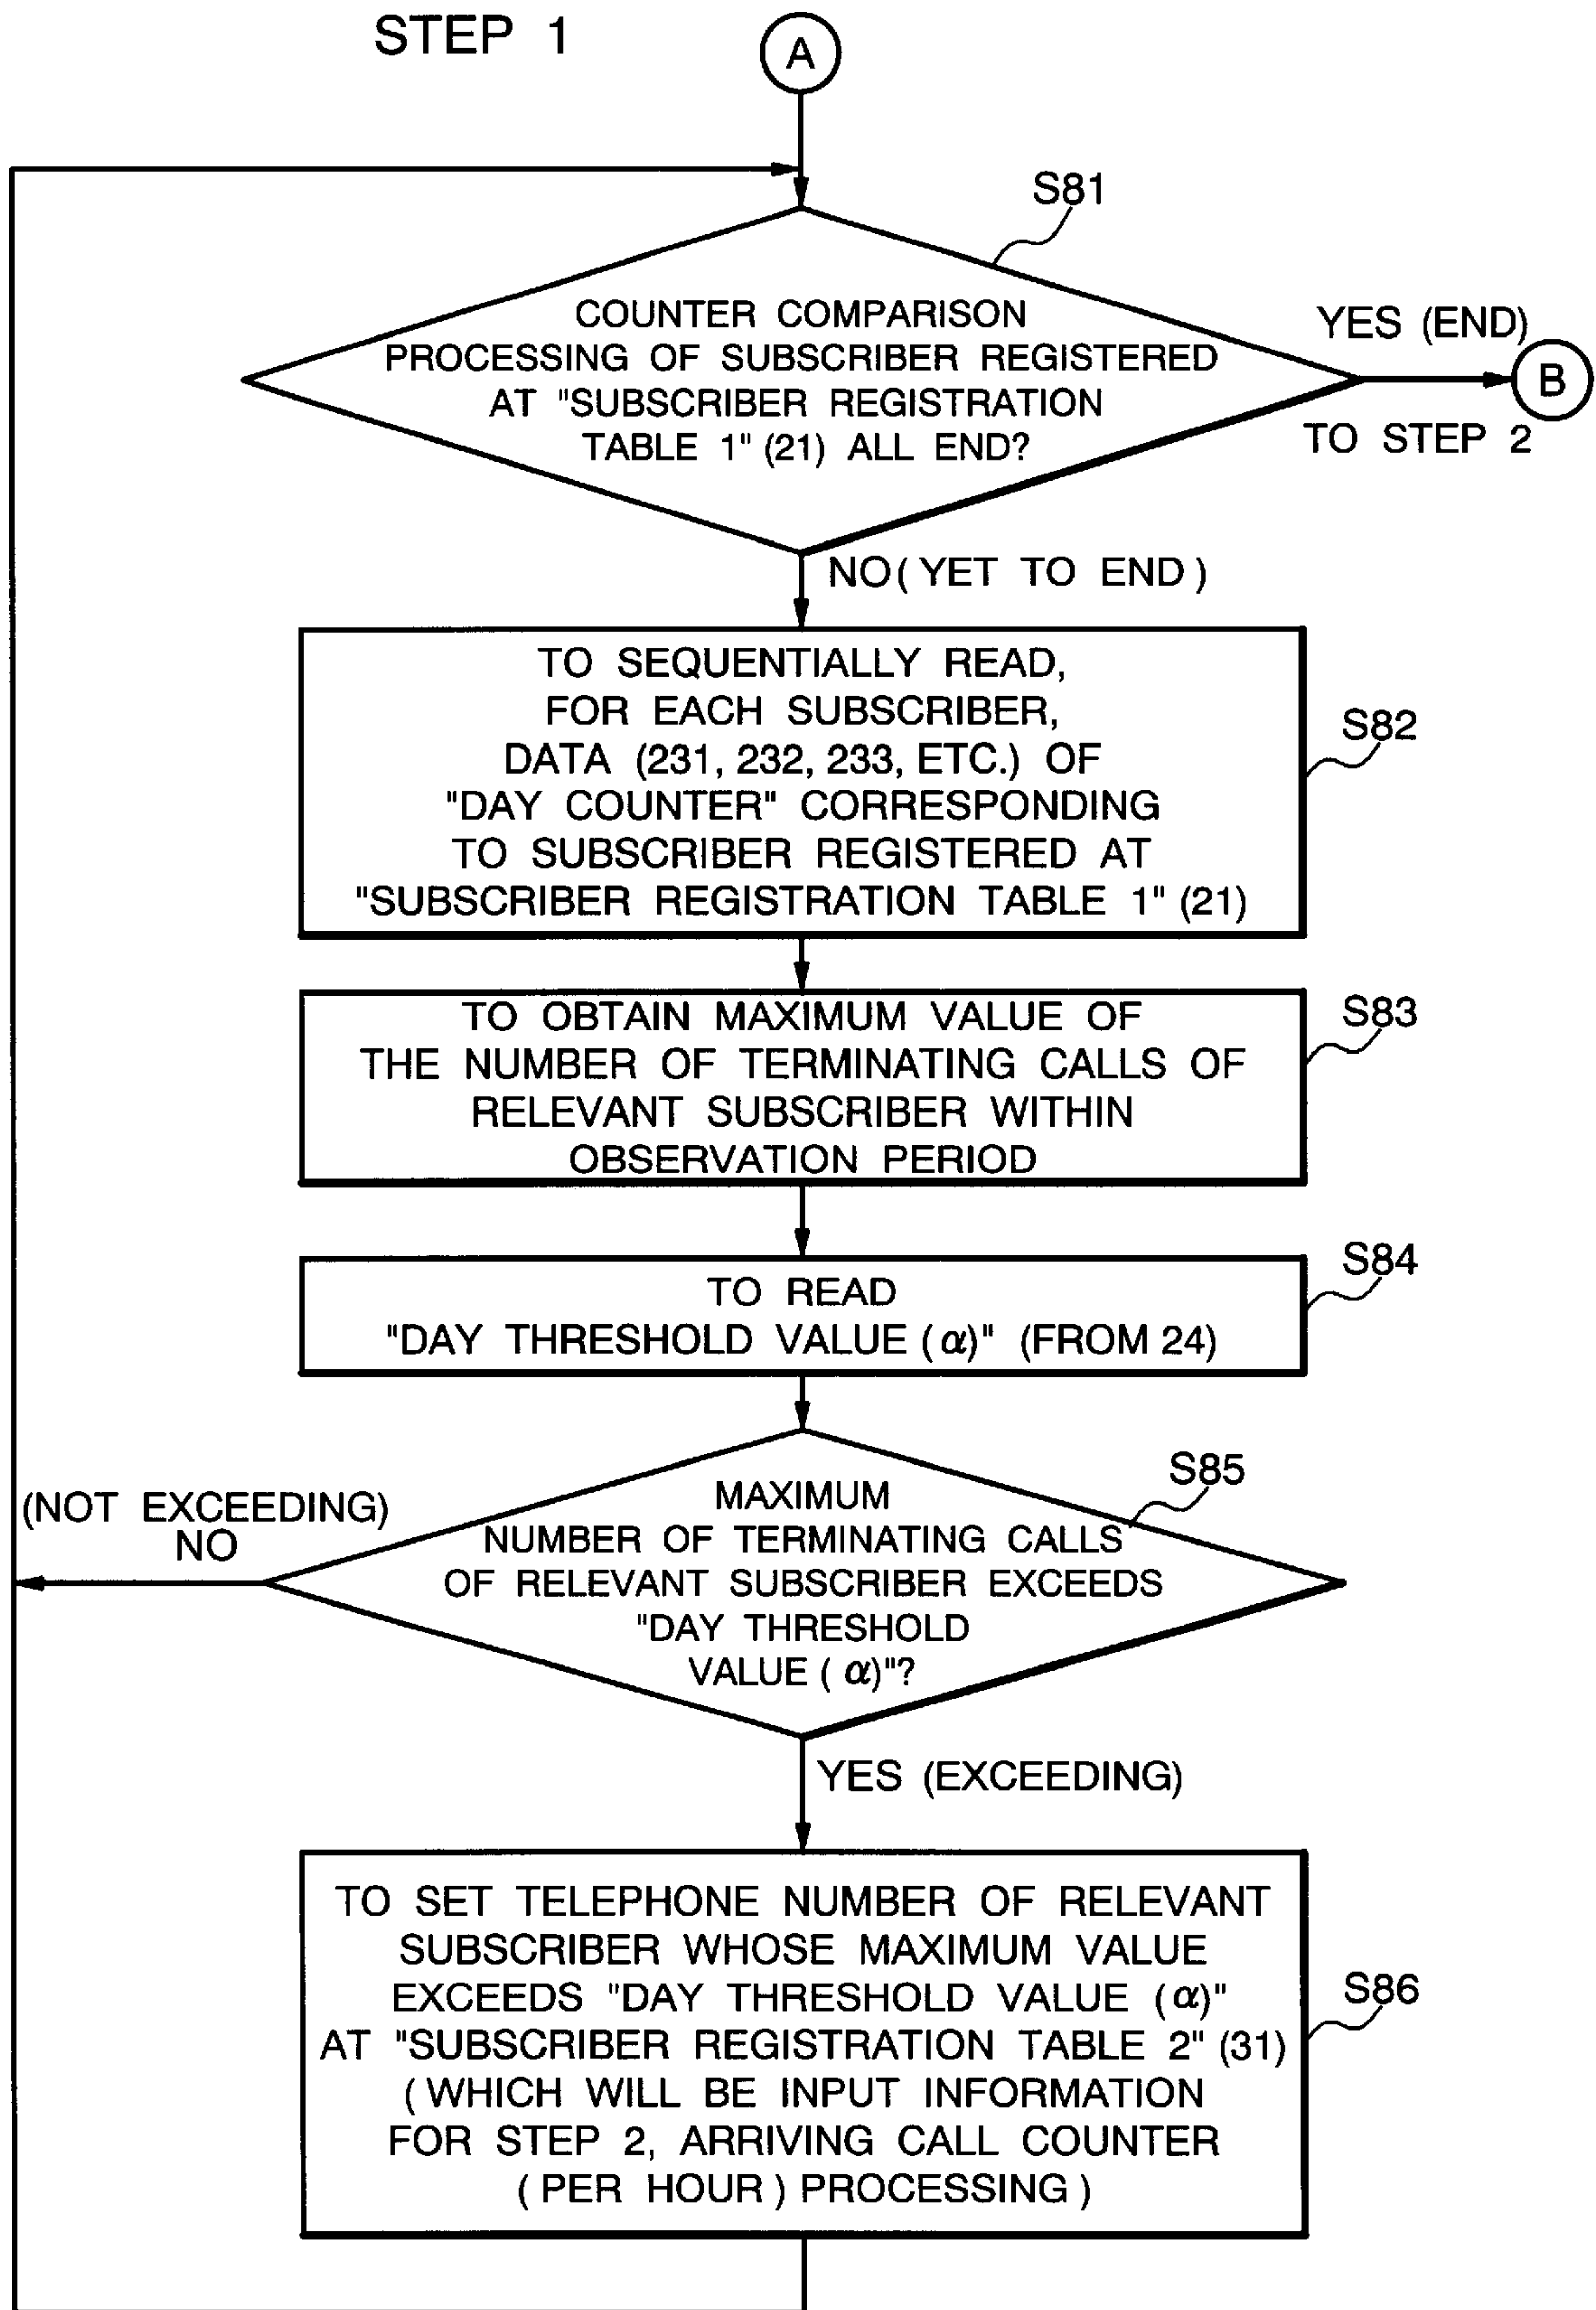 STEP 1
A
S81
COUNTER COMPARISON
PROCESSING OF SUBSCRIBER REGISTERED
AT "SUBSCRIBER REGISTRATION
TABLE 1" (21) ALL END?
YES (END)
B
TO STEP 2
NO (YET TO END)
TO SEQUENTIALLY READ,
FOR EACH SUBSCRIBER,
DATA (231, 232, 233, ETC.) OF
"DAY COUNTER" CORRESPONDING
TO SUBSCRIBER REGISTERED AT
"SUBSCRIBER REGISTRATION TABLE 1" (21)
S82
TO OBTAIN MAXIMUM VALUE OF
THE NUMBER OF TERMINATING CALLS OF
RELEVANT SUBSCRIBER WITHIN
OBSERVATION PERIOD
S83
TO READ
"DAY THRESHOLD VALUE (α)" (FROM 24)
S84
MAXIMUM
NUMBER OF TERMINATING CALLS
OF RELEVANT SUBSCRIBER EXCEEDS
"DAY THRESHOLD
VALUE (α)"?
S85
(NOT EXCEEDING)
NO
YES (EXCEEDING)
TO SET TELEPHONE NUMBER OF RELEVANT
SUBSCRIBER WHOSE MAXIMUM VALUE
EXCEEDS "DAY THRESHOLD VALUE (α)"
AT "SUBSCRIBER REGISTRATION TABLE 2" (31)
(WHICH WILL BE INPUT INFORMATION
FOR STEP 2, ARRIVING CALL COUNTER
(PER HOUR) PROCESSING)
S86